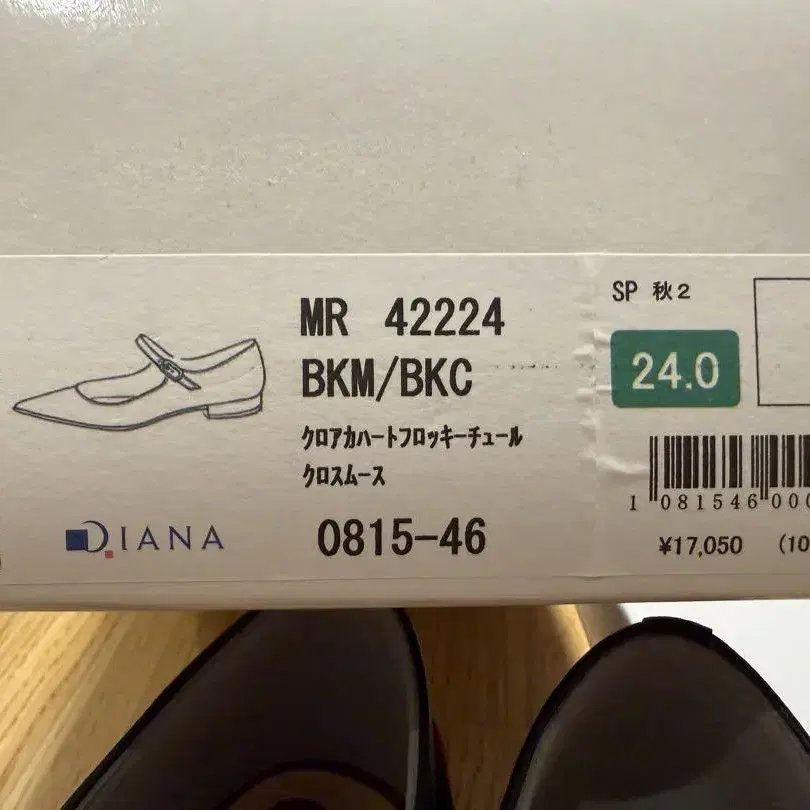 MR 42224
BKM/BKC
クロアカハートフロッキーチュール
クロスムース
0815-46
DIANA
SP 秋2
24.0
1 081546 000
¥17,050 (10